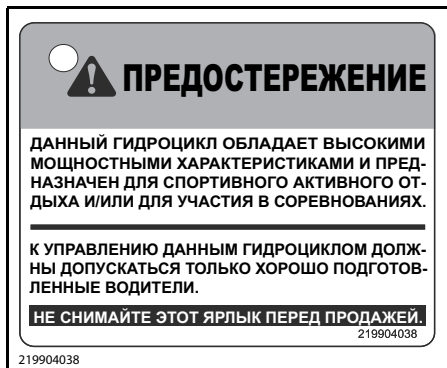 ПРЕДОСТЕРЕЖЕНИЕ
ДАННЫЙ ГИДРОЦИКЛ ОБЛАДАЕТ ВЫСОКИМИ
МОЩНОСТНЫМИ ХАРАКТЕРИСТИКАМИ И ПРЕД-
НАЗНАЧЕН ДЛЯ СПОРТИВНОГО АКТИВНОГО ОТ-
ДЫХА И/ИЛИ ДЛЯ УЧАСТИЯ В СОРЕВНОВАНИЯХ.
К УПРАВЛЕНИЮ ДАННЫМ ГИДРОЦИКЛОМ ДОЛЖ-
НЫ ДОПУСКАТЬСЯ ТОЛЬКО ХОРОШО ПОДГОТОВ-
ЛЕННЫЕ ВОДИТЕЛИ.
НЕ СНИМАЙТЕ ЭТОТ ЯРЛЫК ПЕРЕД ПРОДАЖЕЙ.
219904038
219904038